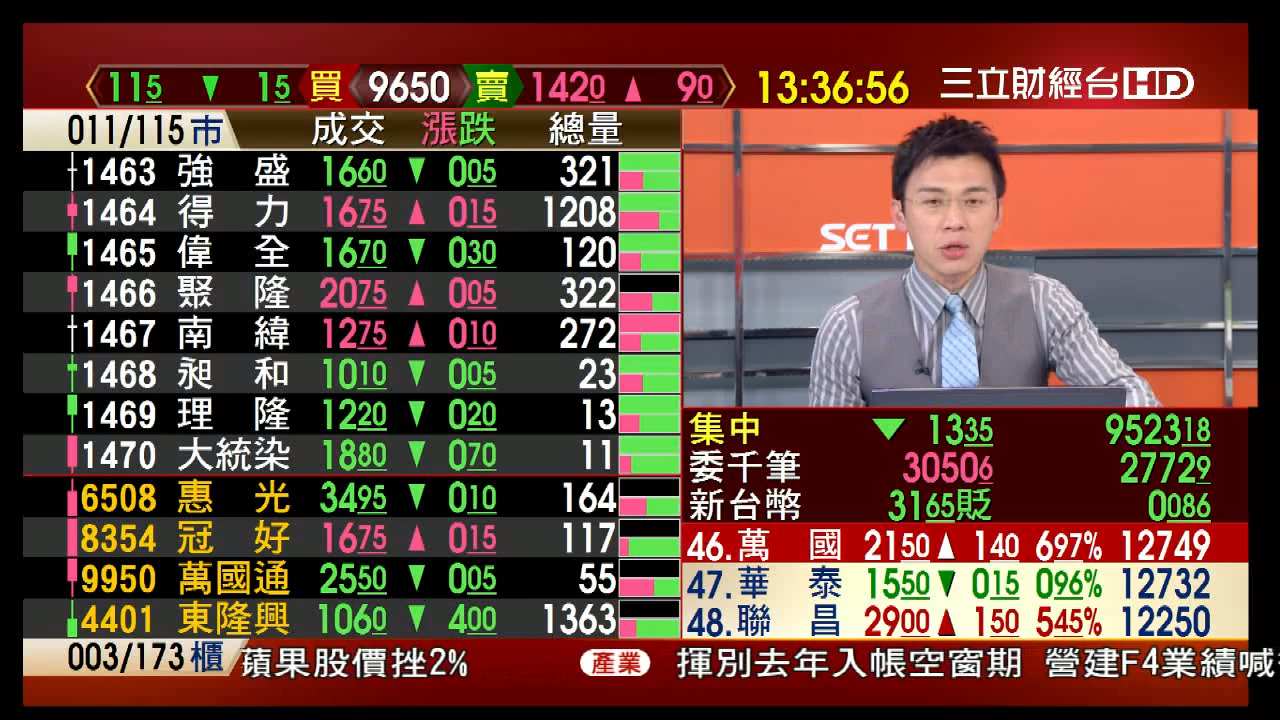 115 ▼ 15 買 9650 賣 1420 ▲ 90 13:36:56 三立財經台HD
011/115 市 成交 漲跌 總量
1463 強盛 1660 ▼ 005 321
1464 得力 1675 ▲ 015 1208
1465 偉全 1670 ▼ 030 120
1466 聚隆 2075 ▲ 005 322
1467 南緯 1275 ▲ 010 272
1468 昶和 1010 ▼ 005 23
1469 理隆 1220 ▼ 020 13
1470 大統染 1880 ▼ 070 11
6508 惠光 3495 ▼ 010 164
8354 冠好 1675 ▲ 015 117
9950 萬國通 2550 ▼ 005 55
4401 東隆興 1060 ▼ 400 1363
SET
集中 ▼ 1335 952318
委千筆 30506 27729
新台幣 3165貶 0086
46.萬國 2150 ▲ 140 697% 12749
47.華泰 1550 ▼ 015 096% 12732
48.聯昌 2900 ▲ 150 545% 12250
003/173 櫃 蘋果股價挫2% 產業 揮別去年入帳空窗期 營建F4業績喊